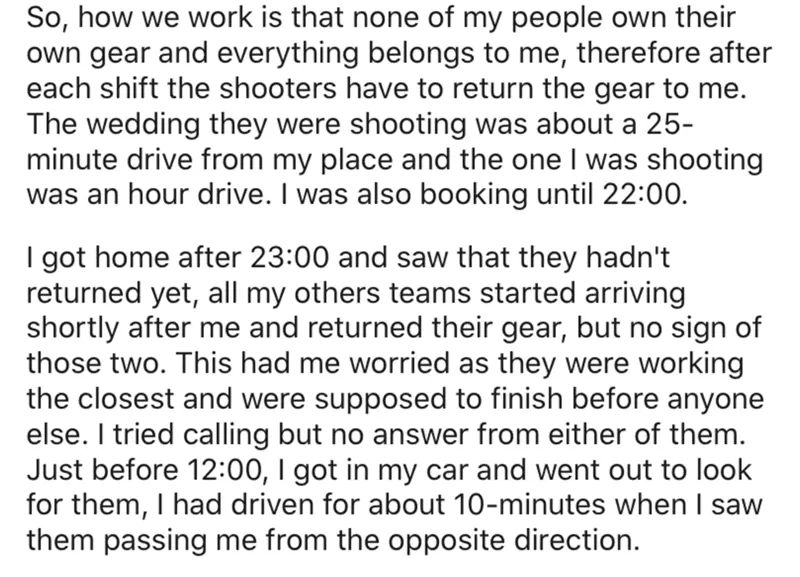 So, how we work is that none of my people own their
own gear and everything belongs to me, therefore after
each shift the shooters have to return the gear to me.
The wedding they were shooting was about a 25-
minute drive from my place and the one I was shooting
was an hour drive. I was also booking until 22:00.
I got home after 23:00 and saw that they hadn't
returned yet, all my others teams started arriving
shortly after me and returned their gear, but no sign of
those two. This had me worried as they were working
the closest and were supposed to finish before anyone
else. I tried calling but no answer from either of them.
Just before 12:00, I got in my car and went out to look
for them, I had driven for about 10-minutes when I saw
them passing me from the opposite direction.